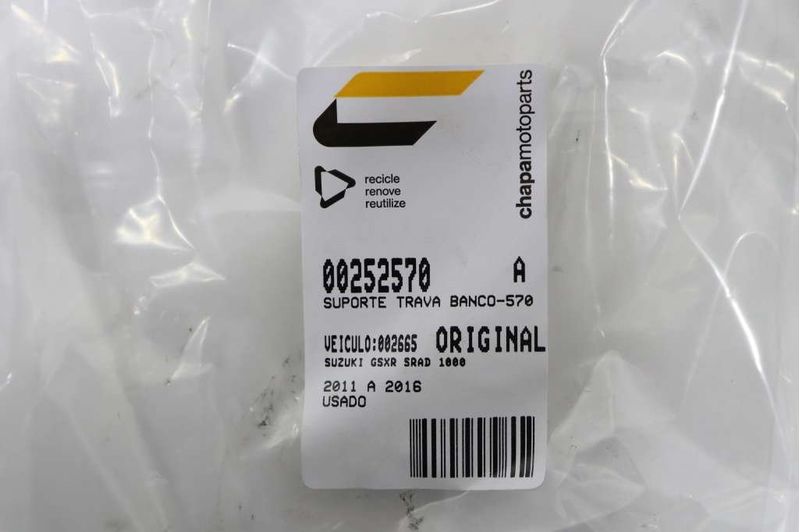 chapamotoparts
recicle
renove
reutilize
00252570 A
SUPORTE TRAVA BANCO-570
VEICULO:002665 ORIGINAL
SUZUKI GSXR SRAD 1000
2011 A 2016
USADO